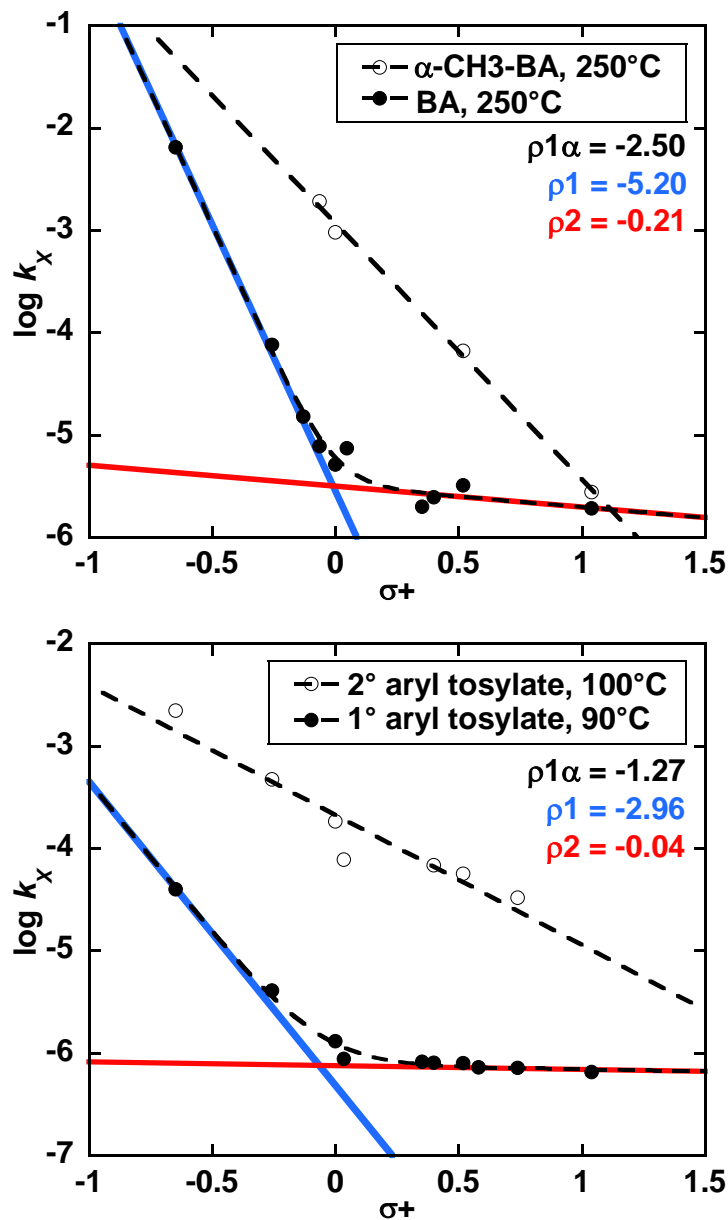 -1
-2
-3
-4
-5
-6
log kX
α-CH3-BA, 250°C
BA, 250°C
ρ1α = -2.50
ρ1 = -5.20
ρ2 = -0.21
-1 -0.5 0 0.5 1 1.5
σ+
-2
-3
-4
-5
-6
-7
log kX
2° aryl tosylate, 100°C
1° aryl tosylate, 90°C
ρ1α = -1.27
ρ1 = -2.96
ρ2 = -0.04
-1 -0.5 0 0.5 1 1.5
σ+